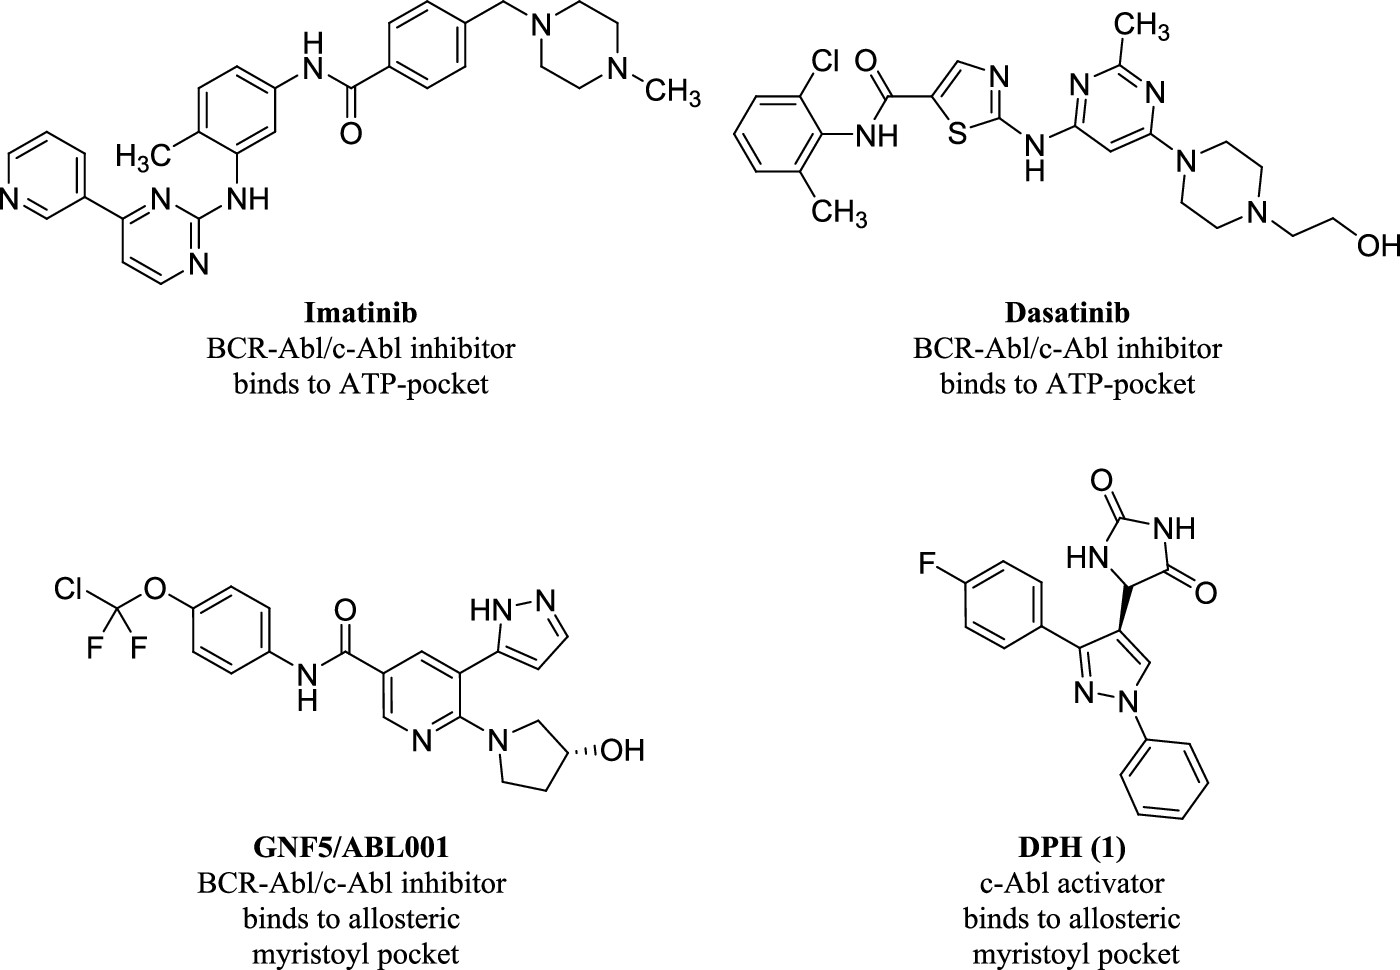 H
N
O
N
N
CH3
H3C
N
N
NH
N
Imatinib
BCR-Abl/c-Abl inhibitor
binds to ATP-pocket
CH3
Cl
O
N
N
N
NH
S
N
H
N
CH3
N
OH
Dasatinib
BCR-Abl/c-Abl inhibitor
binds to ATP-pocket
Cl
O
F
F
O
HN
N
N
H
N
N
OH
GNF5/ABL001
BCR-Abl/c-Abl inhibitor
binds to allosteric
myristoyl pocket
O
NH
HN
F
O
N
N
DPH (1)
c-Abl activator
binds to allosteric
myristoyl pocket